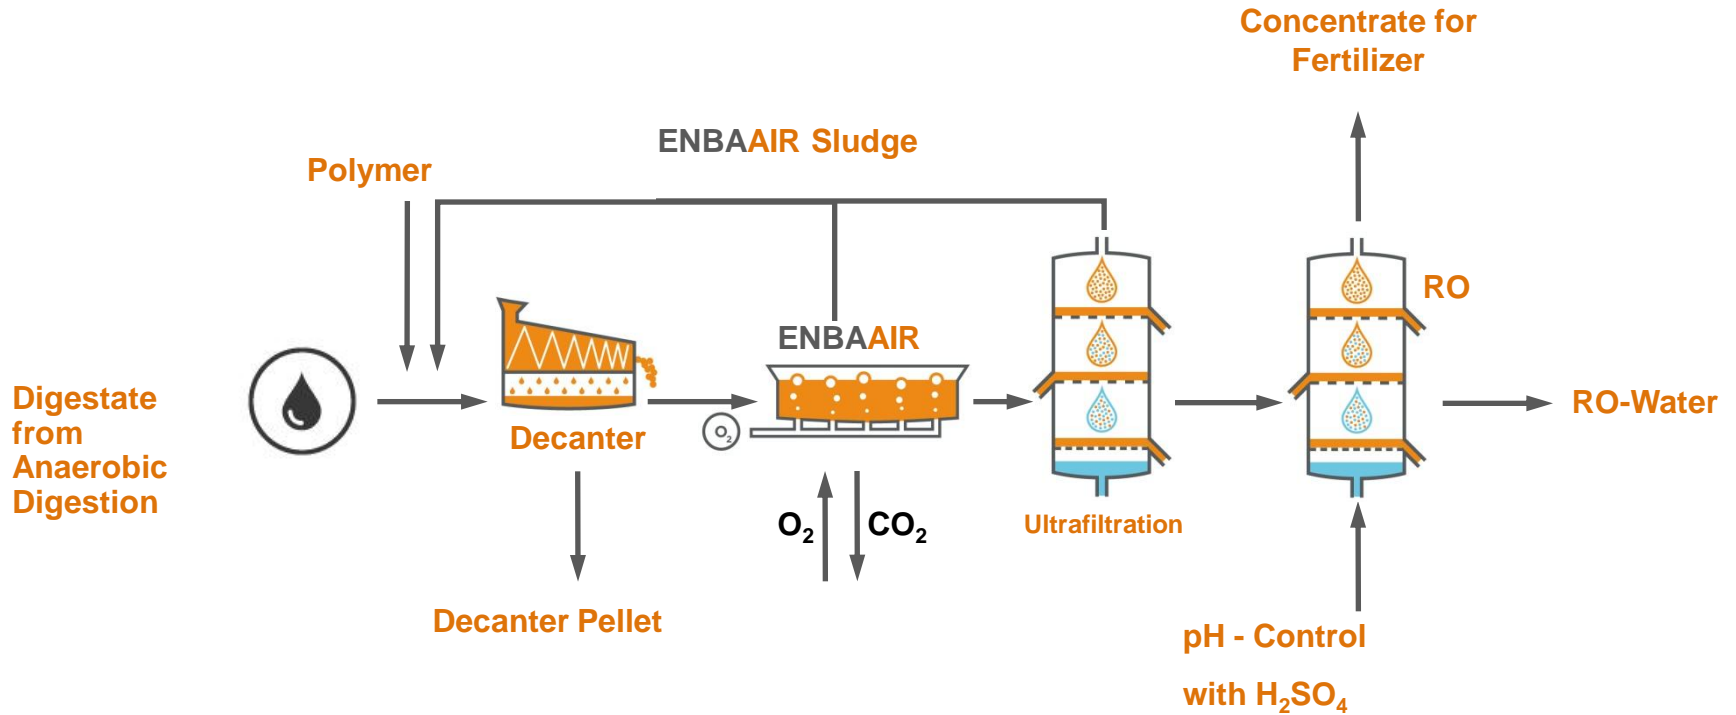 Concentrate for
Fertilizer
ENBAAIR Sludge
Polymer
RO
ENBAAIR
Digestate
from
Anaerobic
Digestion
RO-Water
Decanter
O₂
O₂
CO₂
Ultrafiltration
Decanter Pellet
pH - Control
with H₂SO₄